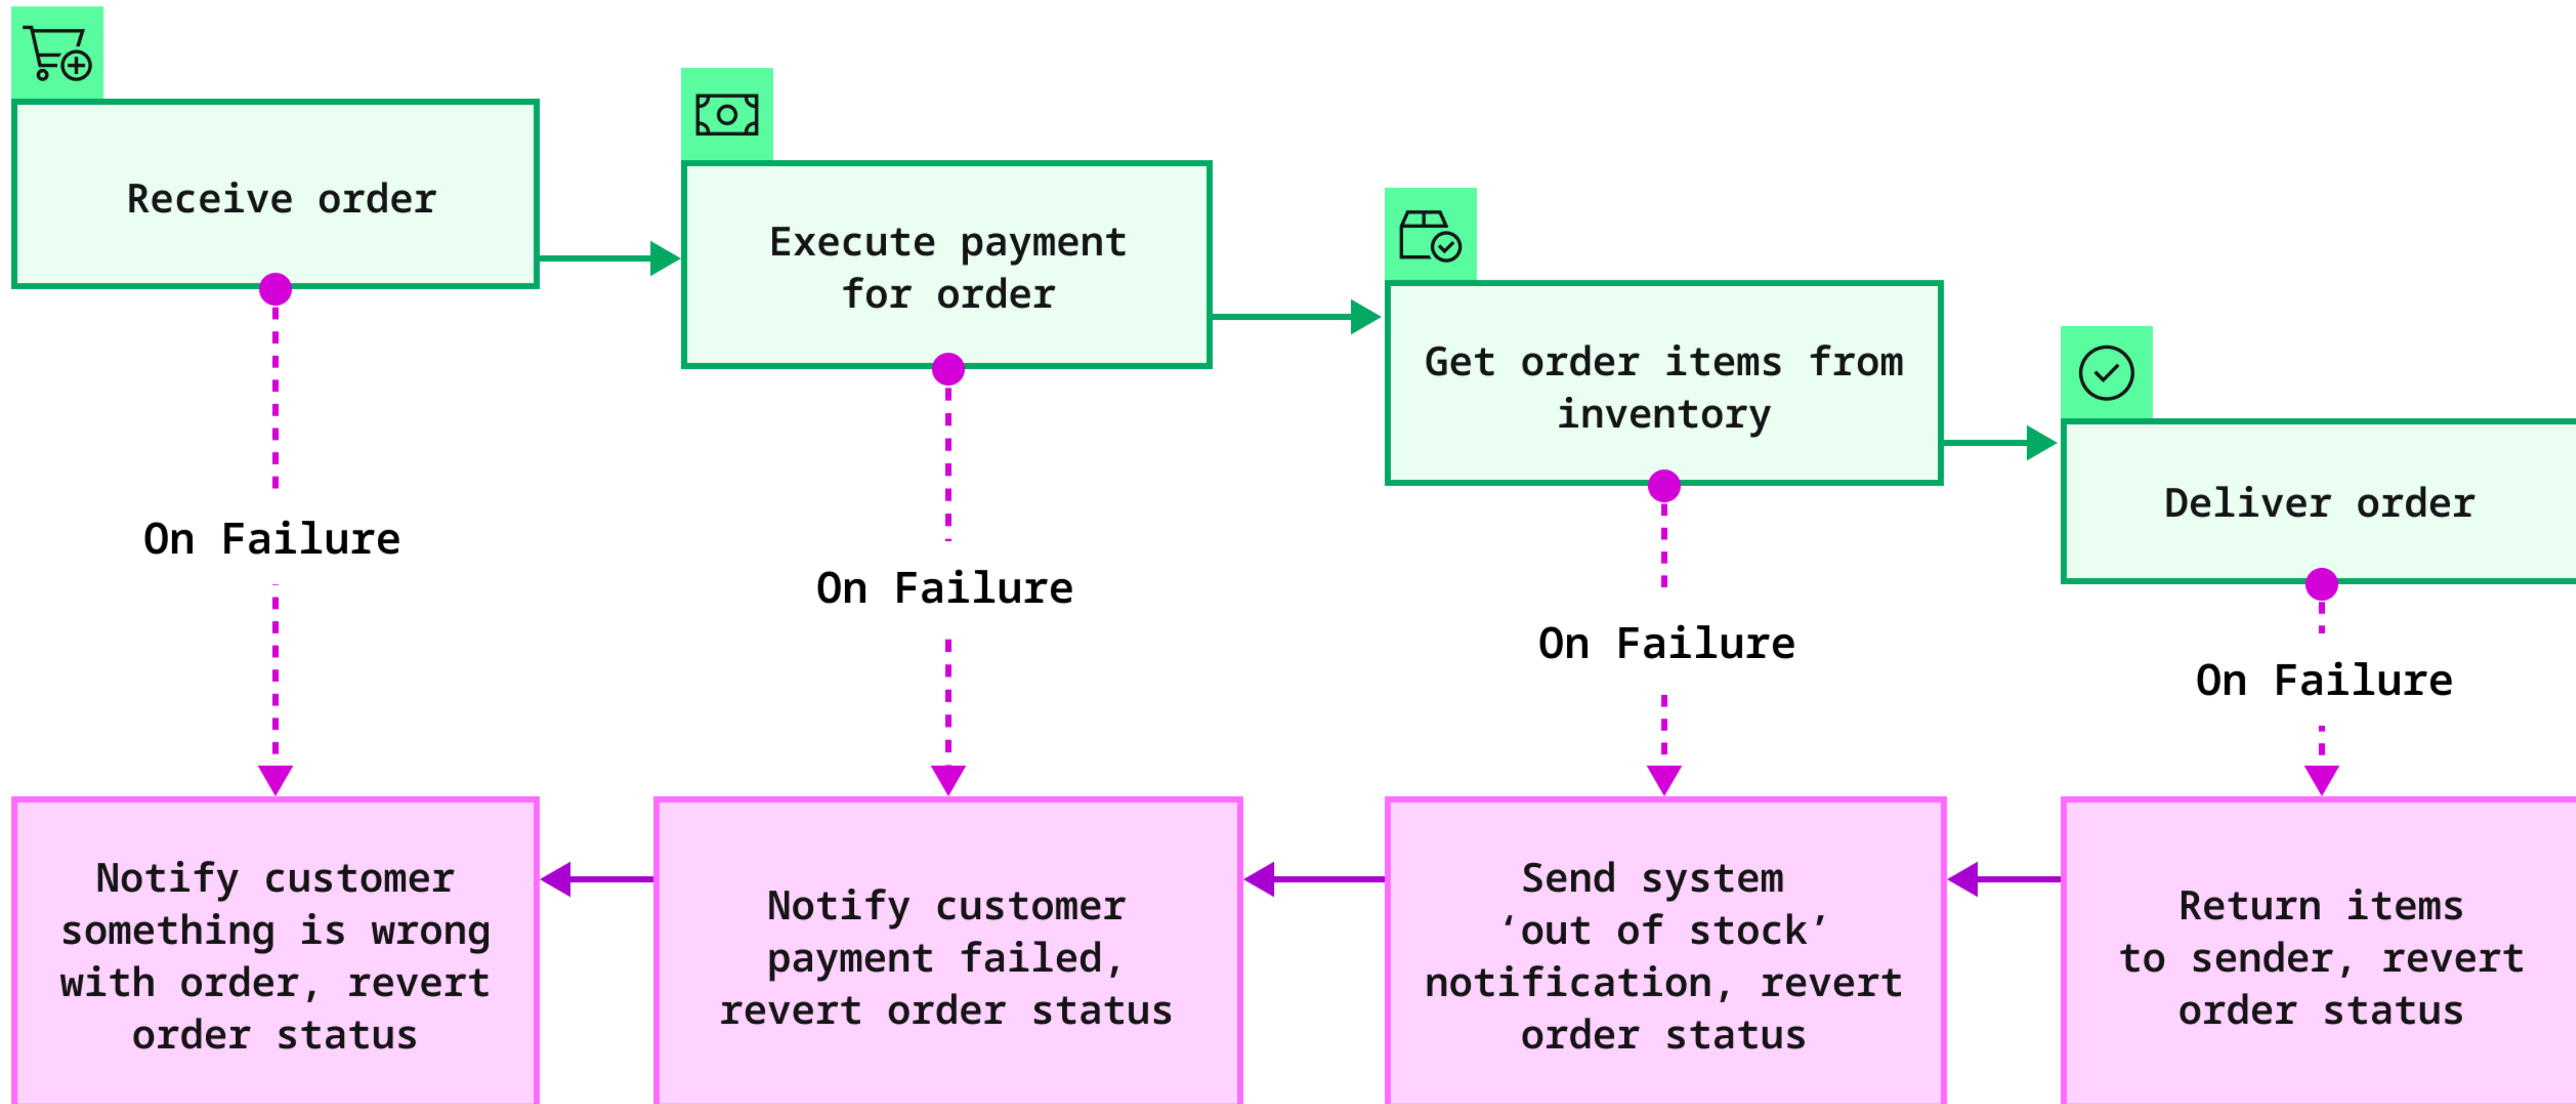 Receive order
Execute payment
for order
Get order items from
inventory
Deliver order
On Failure
On Failure
On Failure
On Failure
Notify customer
something is wrong
with order, revert
order status
Notify customer
payment failed,
revert order status
Send system
‘out of stock’
notification, revert
order status
Return items
to sender, revert
order status